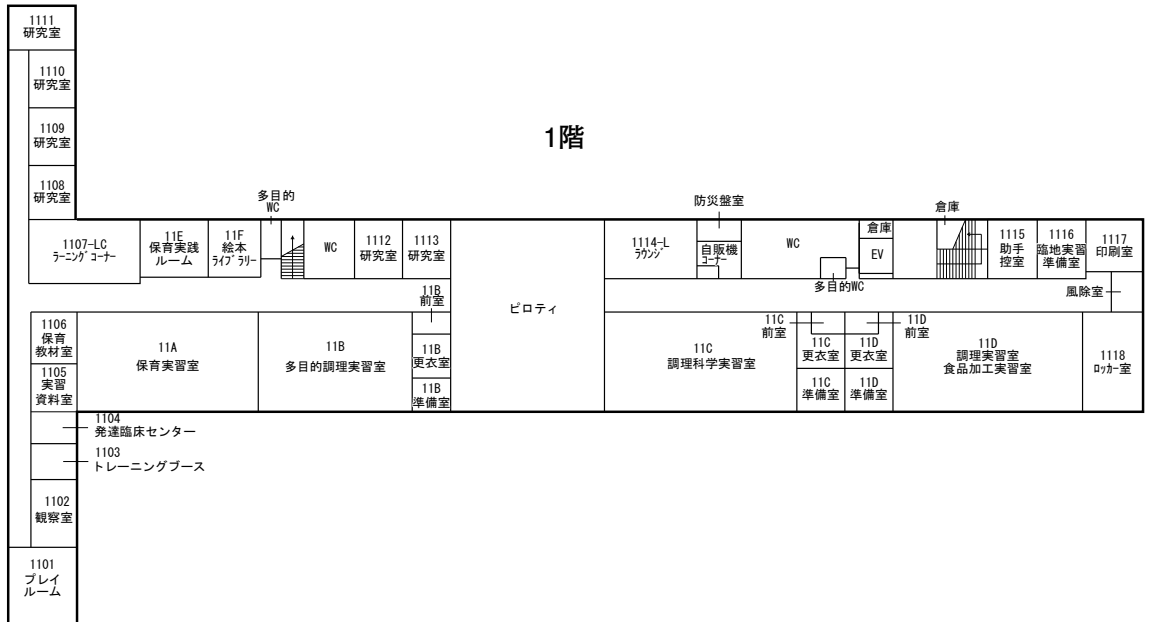 1111
研究室
1110
研究室
1109
研究室
1108
研究室
1階
多目的
WC
防災盤室
倉庫
1107-LC
ラーニングコーナー
11E
保育実践
ルーム
11F
絵本
ライブラリー
WC
1112
研究室
1113
研究室
1114-L
ラウンジ
自販機
コーナー
WC
倉庫
EV
多目的WC
1115
助手
控室
1116
臨地実習
準備室
1117
印刷室
風除室
11B
前室
ピロティ
11C
前室
11D
前室
1106
保育
教材室
11A
保育実習室
11B
多目的調理実習室
11B
更衣室
11B
準備室
11C
調理科学実習室
11C
更衣室
11D
更衣室
11C
準備室
11D
準備室
11D
調理実習室
食品加工実習室
1118
ロッカー室
1105
実習
資料室
1104
発達臨床センター
1103
トレーニングブース
1102
観察室
1101
プレイ
ルーム